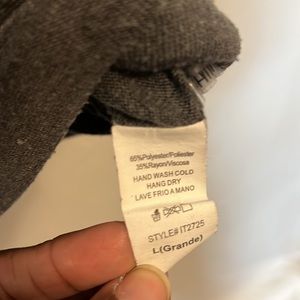 65%Polyester/Poliester
35%Rayon/Viscosa
HAND WASH COLD
HANG DRY
LAVE FRIO A MANO
STYLE# IT2725
L(Grande)